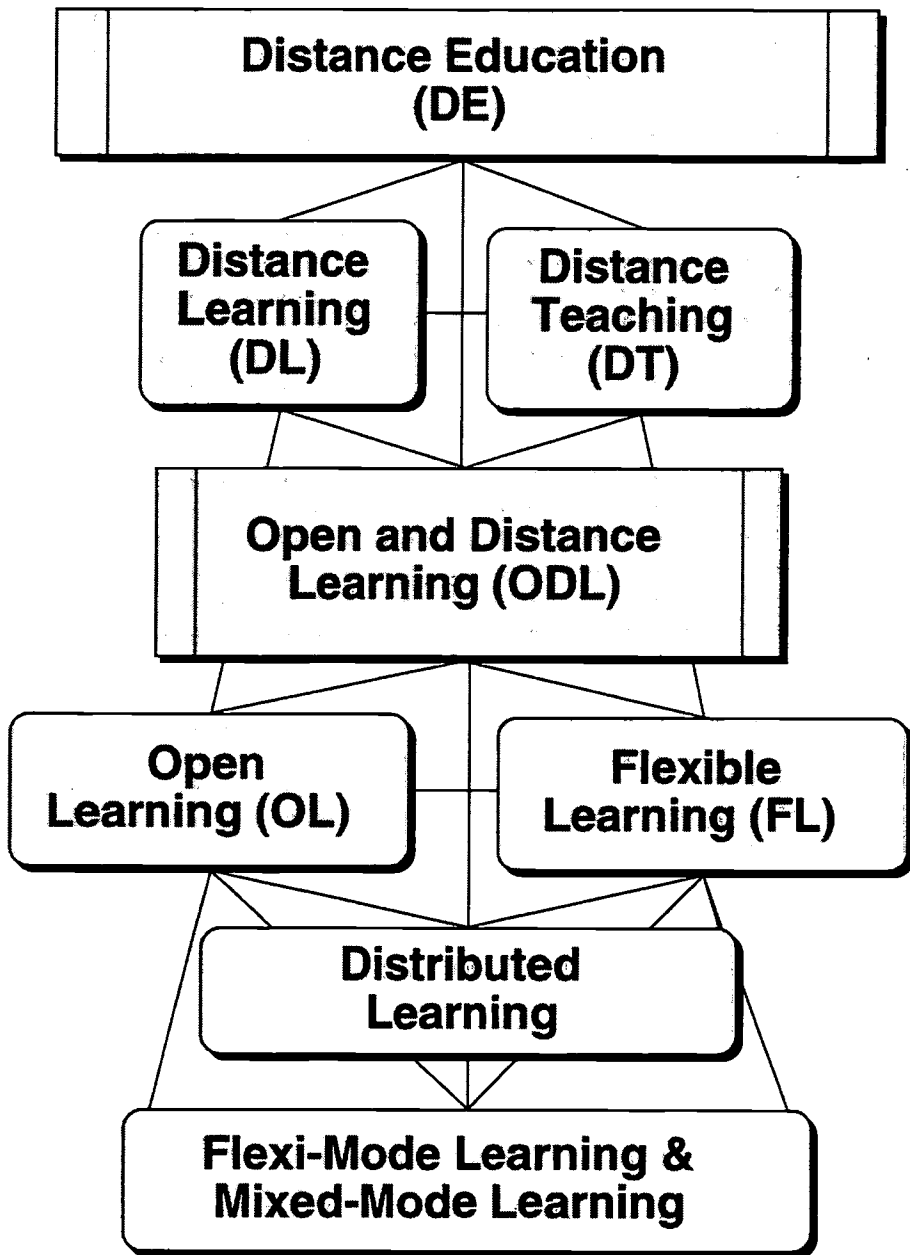 Distance Education
(DE)
Distance
Learning
(DL)
Distance
Teaching
(DT)
Open and Distance
Learning (ODL)
Open
Learning (OL)
Flexible
Learning (FL)
Distributed
Learning
Flexi-Mode Learning &
Mixed-Mode Learning